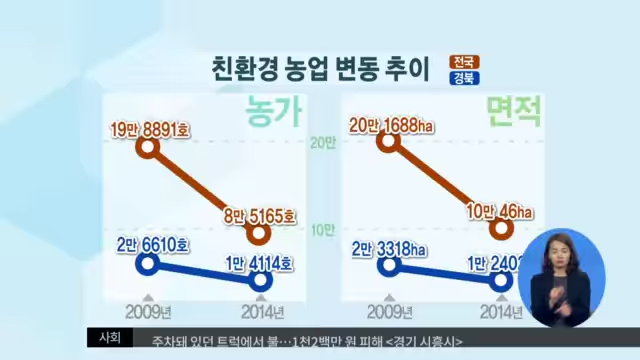 친환경 농업 변동 추이
전국
경북
농가
19만 8891호
8만 5165호
2만 6610호
1만 4114호
2009년
2014년
20만
10만
면적
20만 1688ha
10만 46ha
2만 3318ha
1만 240
2009년
2014년
사회
주차돼 있던 트럭에서 불…1천2백만 원 피해 <경기 시흥시>